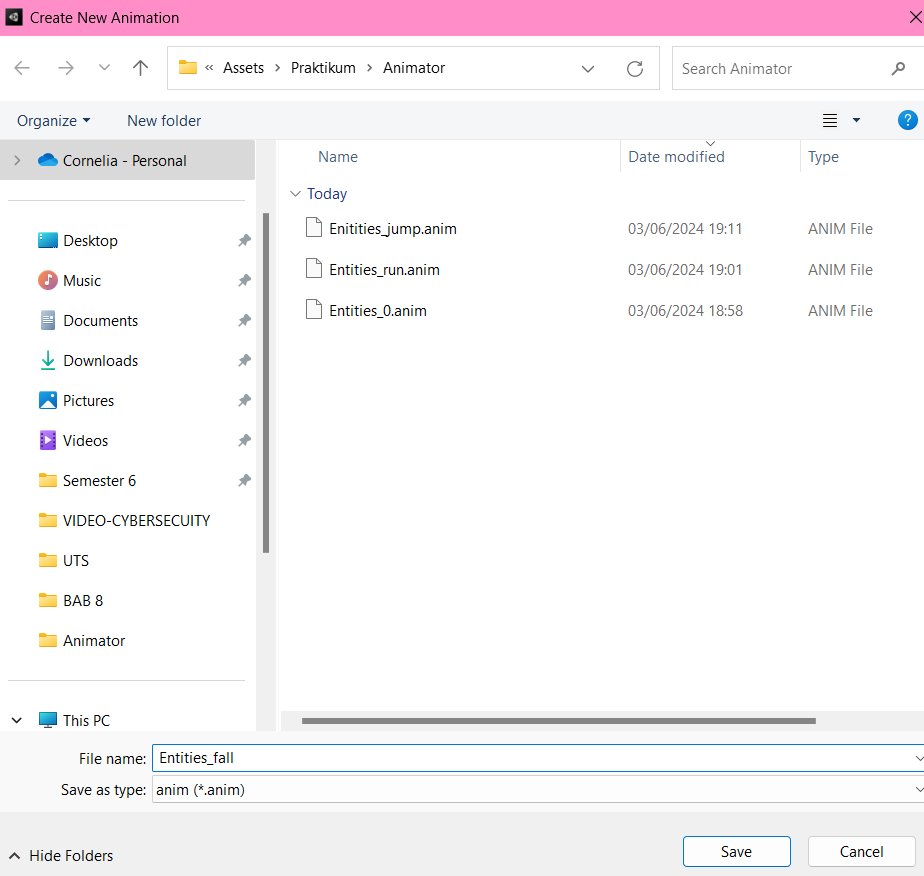 Create New Animation
« Assets > Praktikum > Animator
Search Animator
Organize
New folder
?
Cornelia - Personal
Desktop
Music
Documents
Downloads
Pictures
Videos
Semester 6
VIDEO-CYBERSECUITY
UTS
BAB 8
Animator
This PC
Name Date modified Type
Today
Enitities_jump.anim 03/06/2024 19:11 ANIM File
Entities_run.anim 03/06/2024 19:01 ANIM File
Entities_0.anim 03/06/2024 18:58 ANIM File
File name: Entities_fall
Save as type: anim (*.anim)
Hide Folders
Save
Cancel